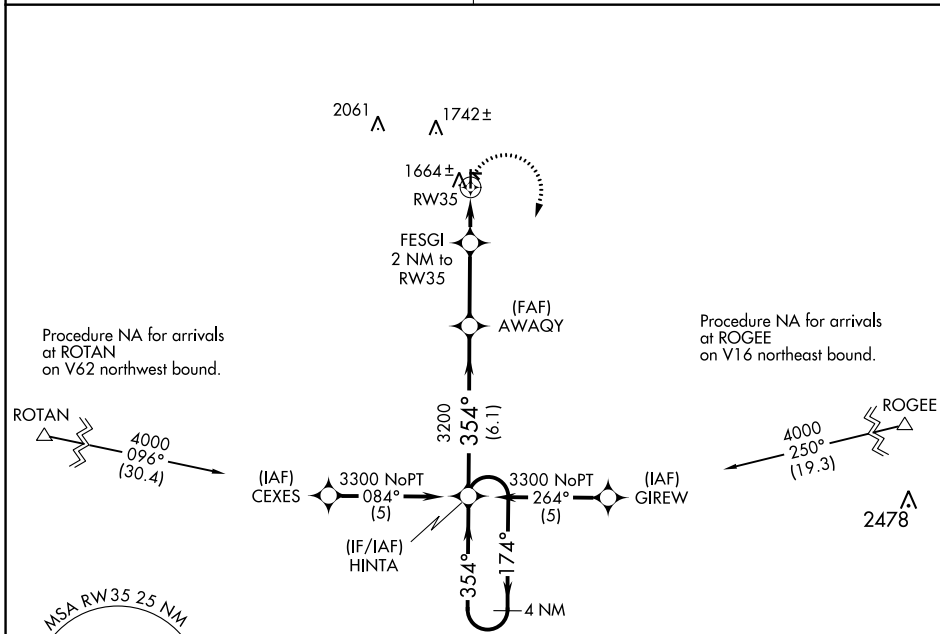 2061
1742±
1664±
RW35
FESGI
2 NM to
RW35
(FAF)
AWAQY
Procedure NA for arrivals
at ROTAN
on V62 northwest bound.
Procedure NA for arrivals
at ROGEE
on V16 northeast bound.
ROTAN
4000
096°
(30.4)
3200
354°
(6.1)
ROGEE
4000
250°
(19.3)
(IAF)
CEXES
3300 NoPT
084°
(5)
3300 NoPT
264°
(5)
(IAF)
GIREW
2478
(IF/IAF)
HINTA
354°
174°
4 NM
MSA RW35 25 NM